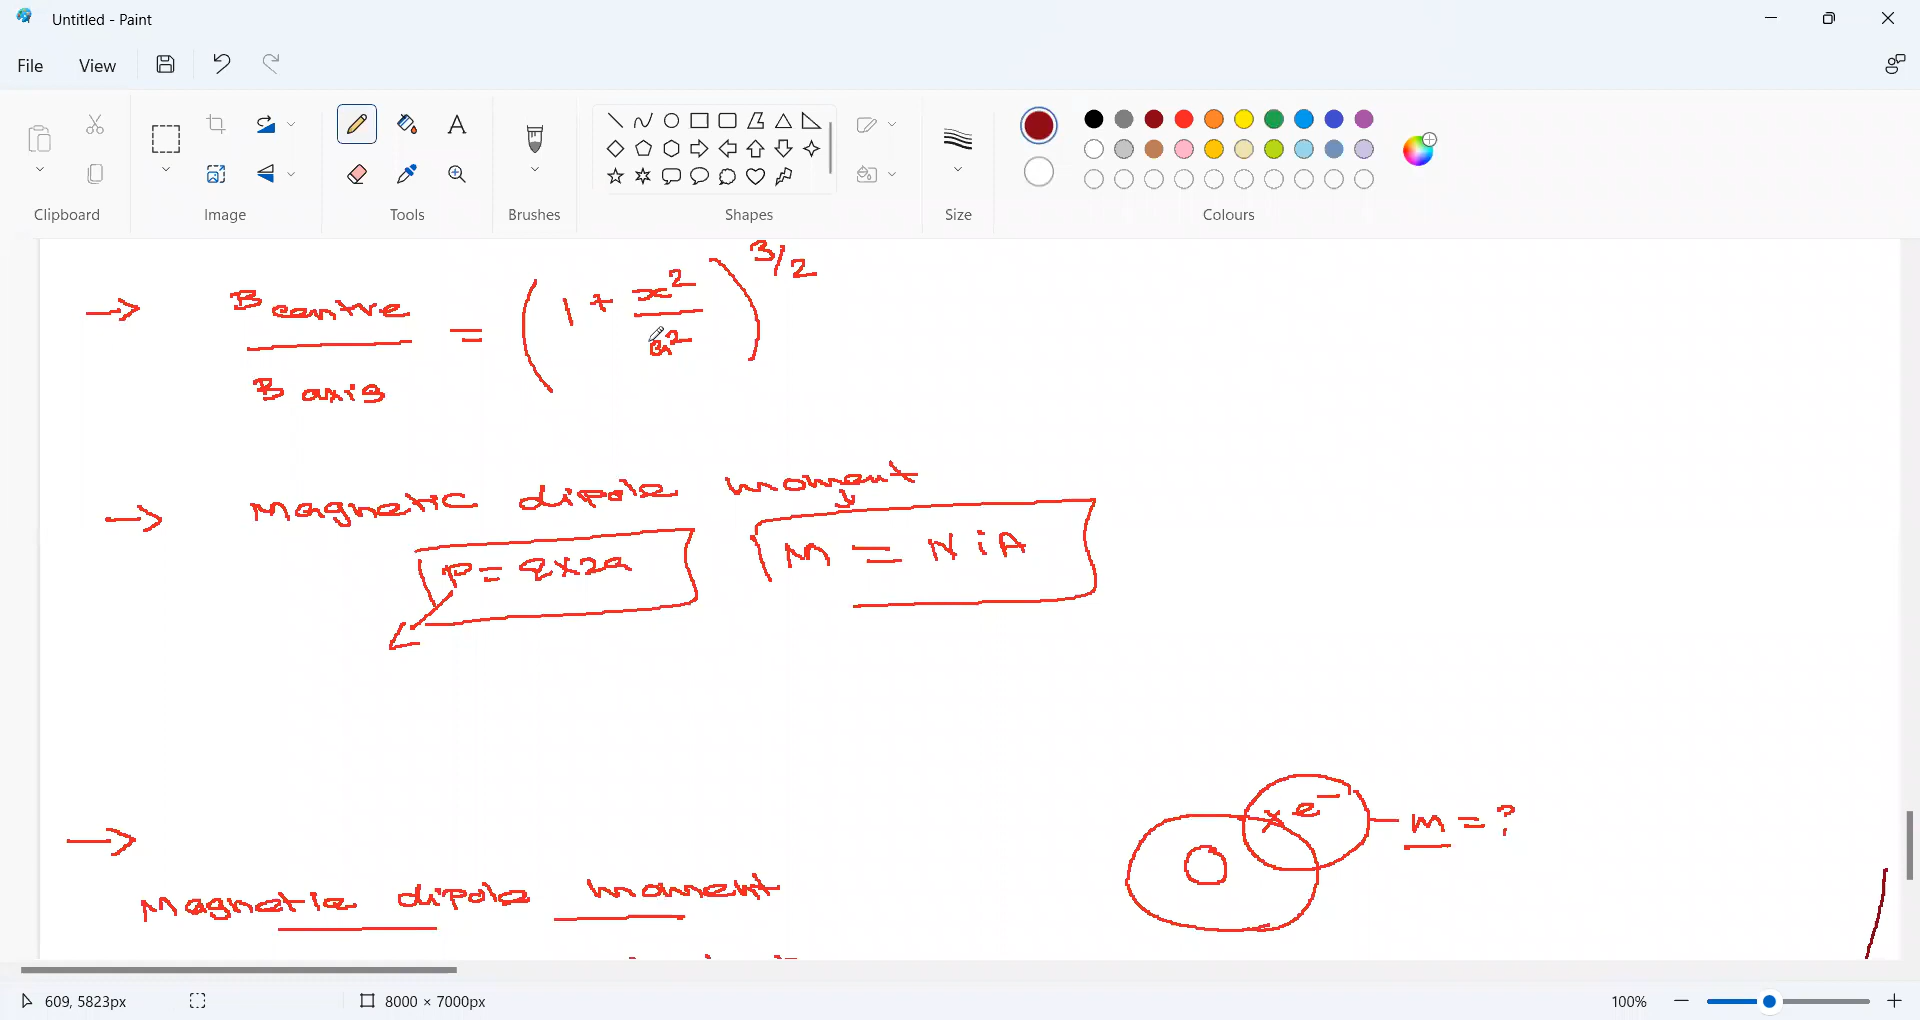 Untitled - Paint
File View
Clipboard Image Tools Brushes Shapes Size Colours
→ B centre / B axis = ( 1 + x² / a² ) 3/2
→ Magnetic dipole moment
P = q x 2a
M = N i A
x e⁻ - m = ?
→
Magnetic dipole moment
609, 5823px 8000 × 7000px 100%